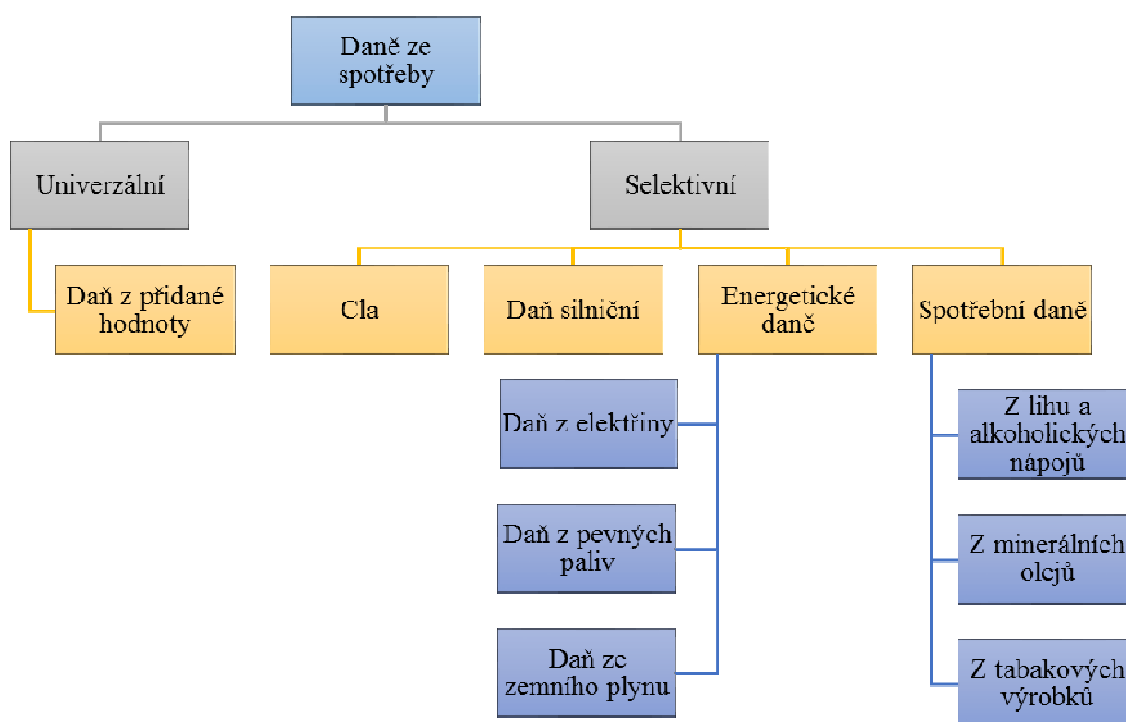 Daně ze
spotřeby
Univerzální
Selektivní
Daň z přidané
hodnoty
Cla
Daň silniční
Energetické
daně
Spotřební daně
Daň z elektřiny
Daň z pevných
paliv
Daň ze
zemního plynu
Z lihu a
alkoholických
nápojů
Z minerálních
olejů
Z tabakových
výrobků